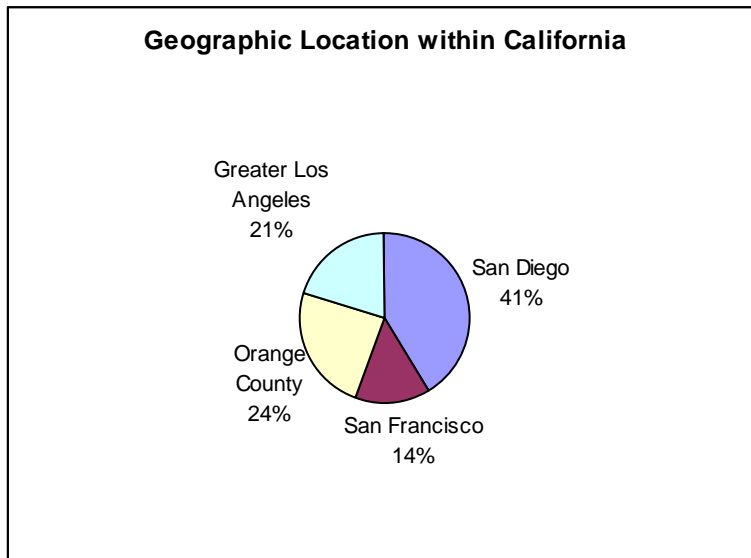 Geographic Location within California
Greater Los
Angeles
21%
San Diego
41%
Orange
County
24%
San Francisco
14%